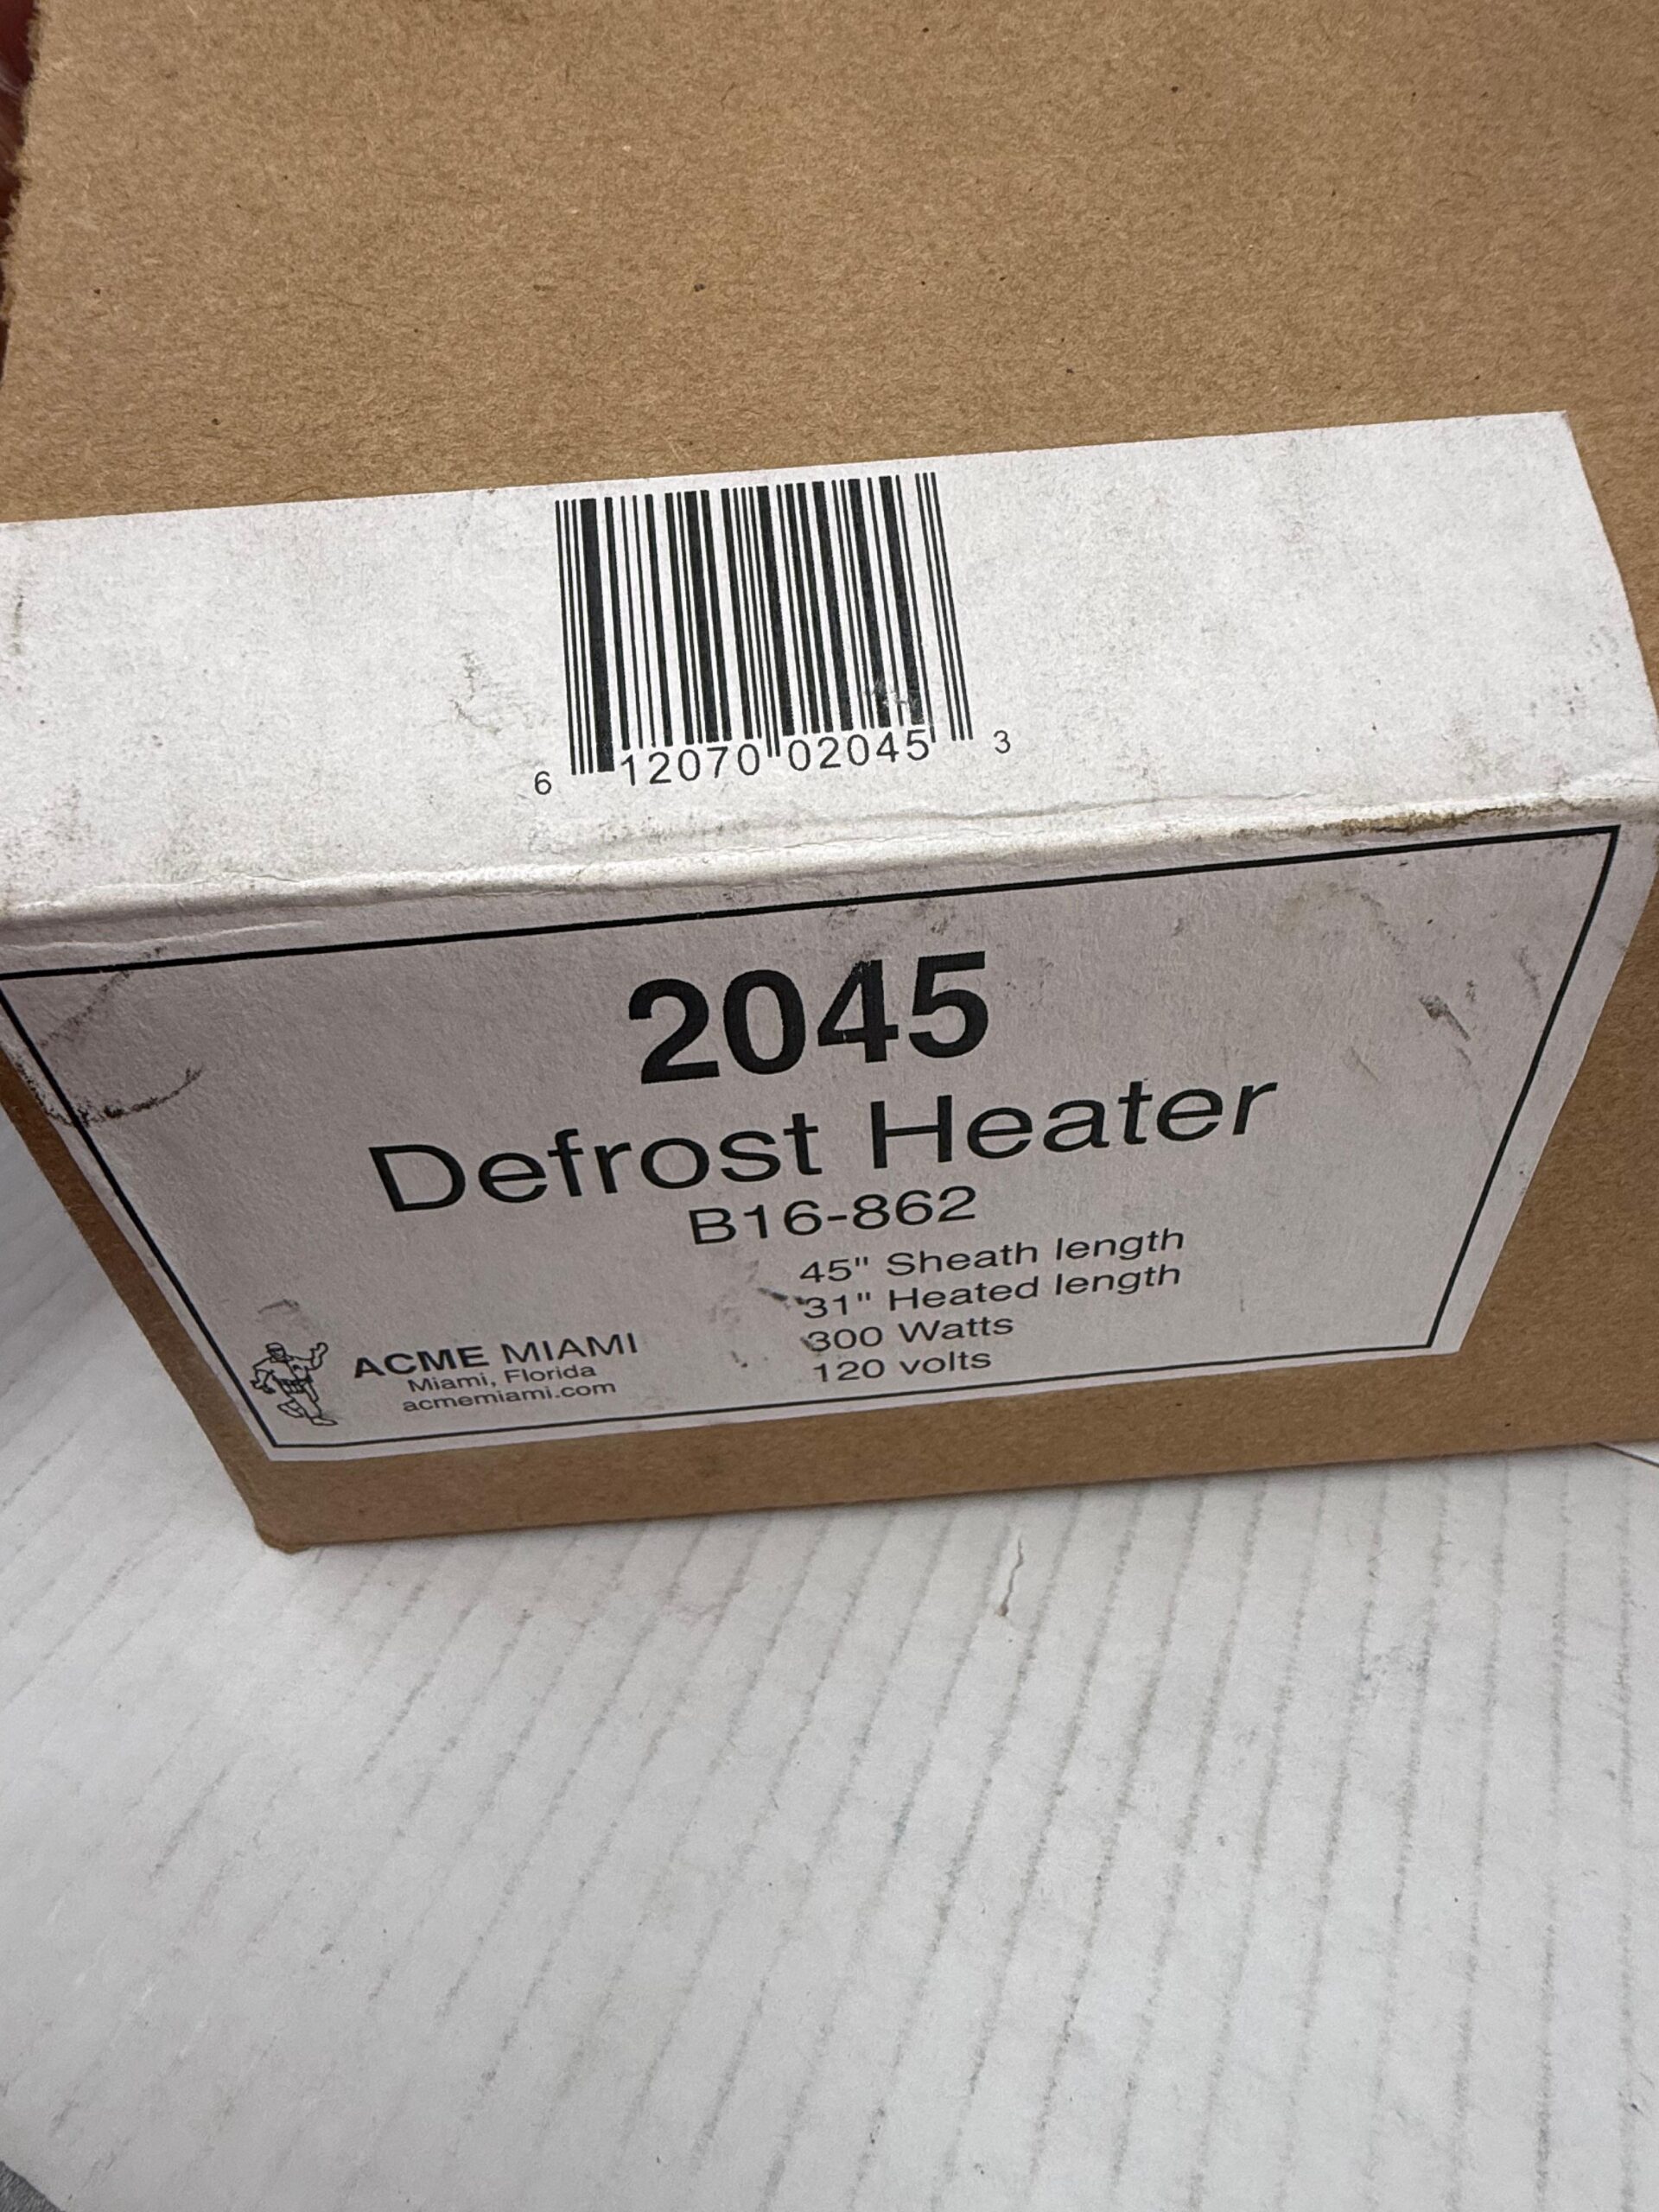 6 12070 02045 3
2045
Defrost Heater
B16-862
45" Sheath length
31" Heated length
300 Watts
120 volts
ACME MIAMI
Miami, Florida
acmemiami.com